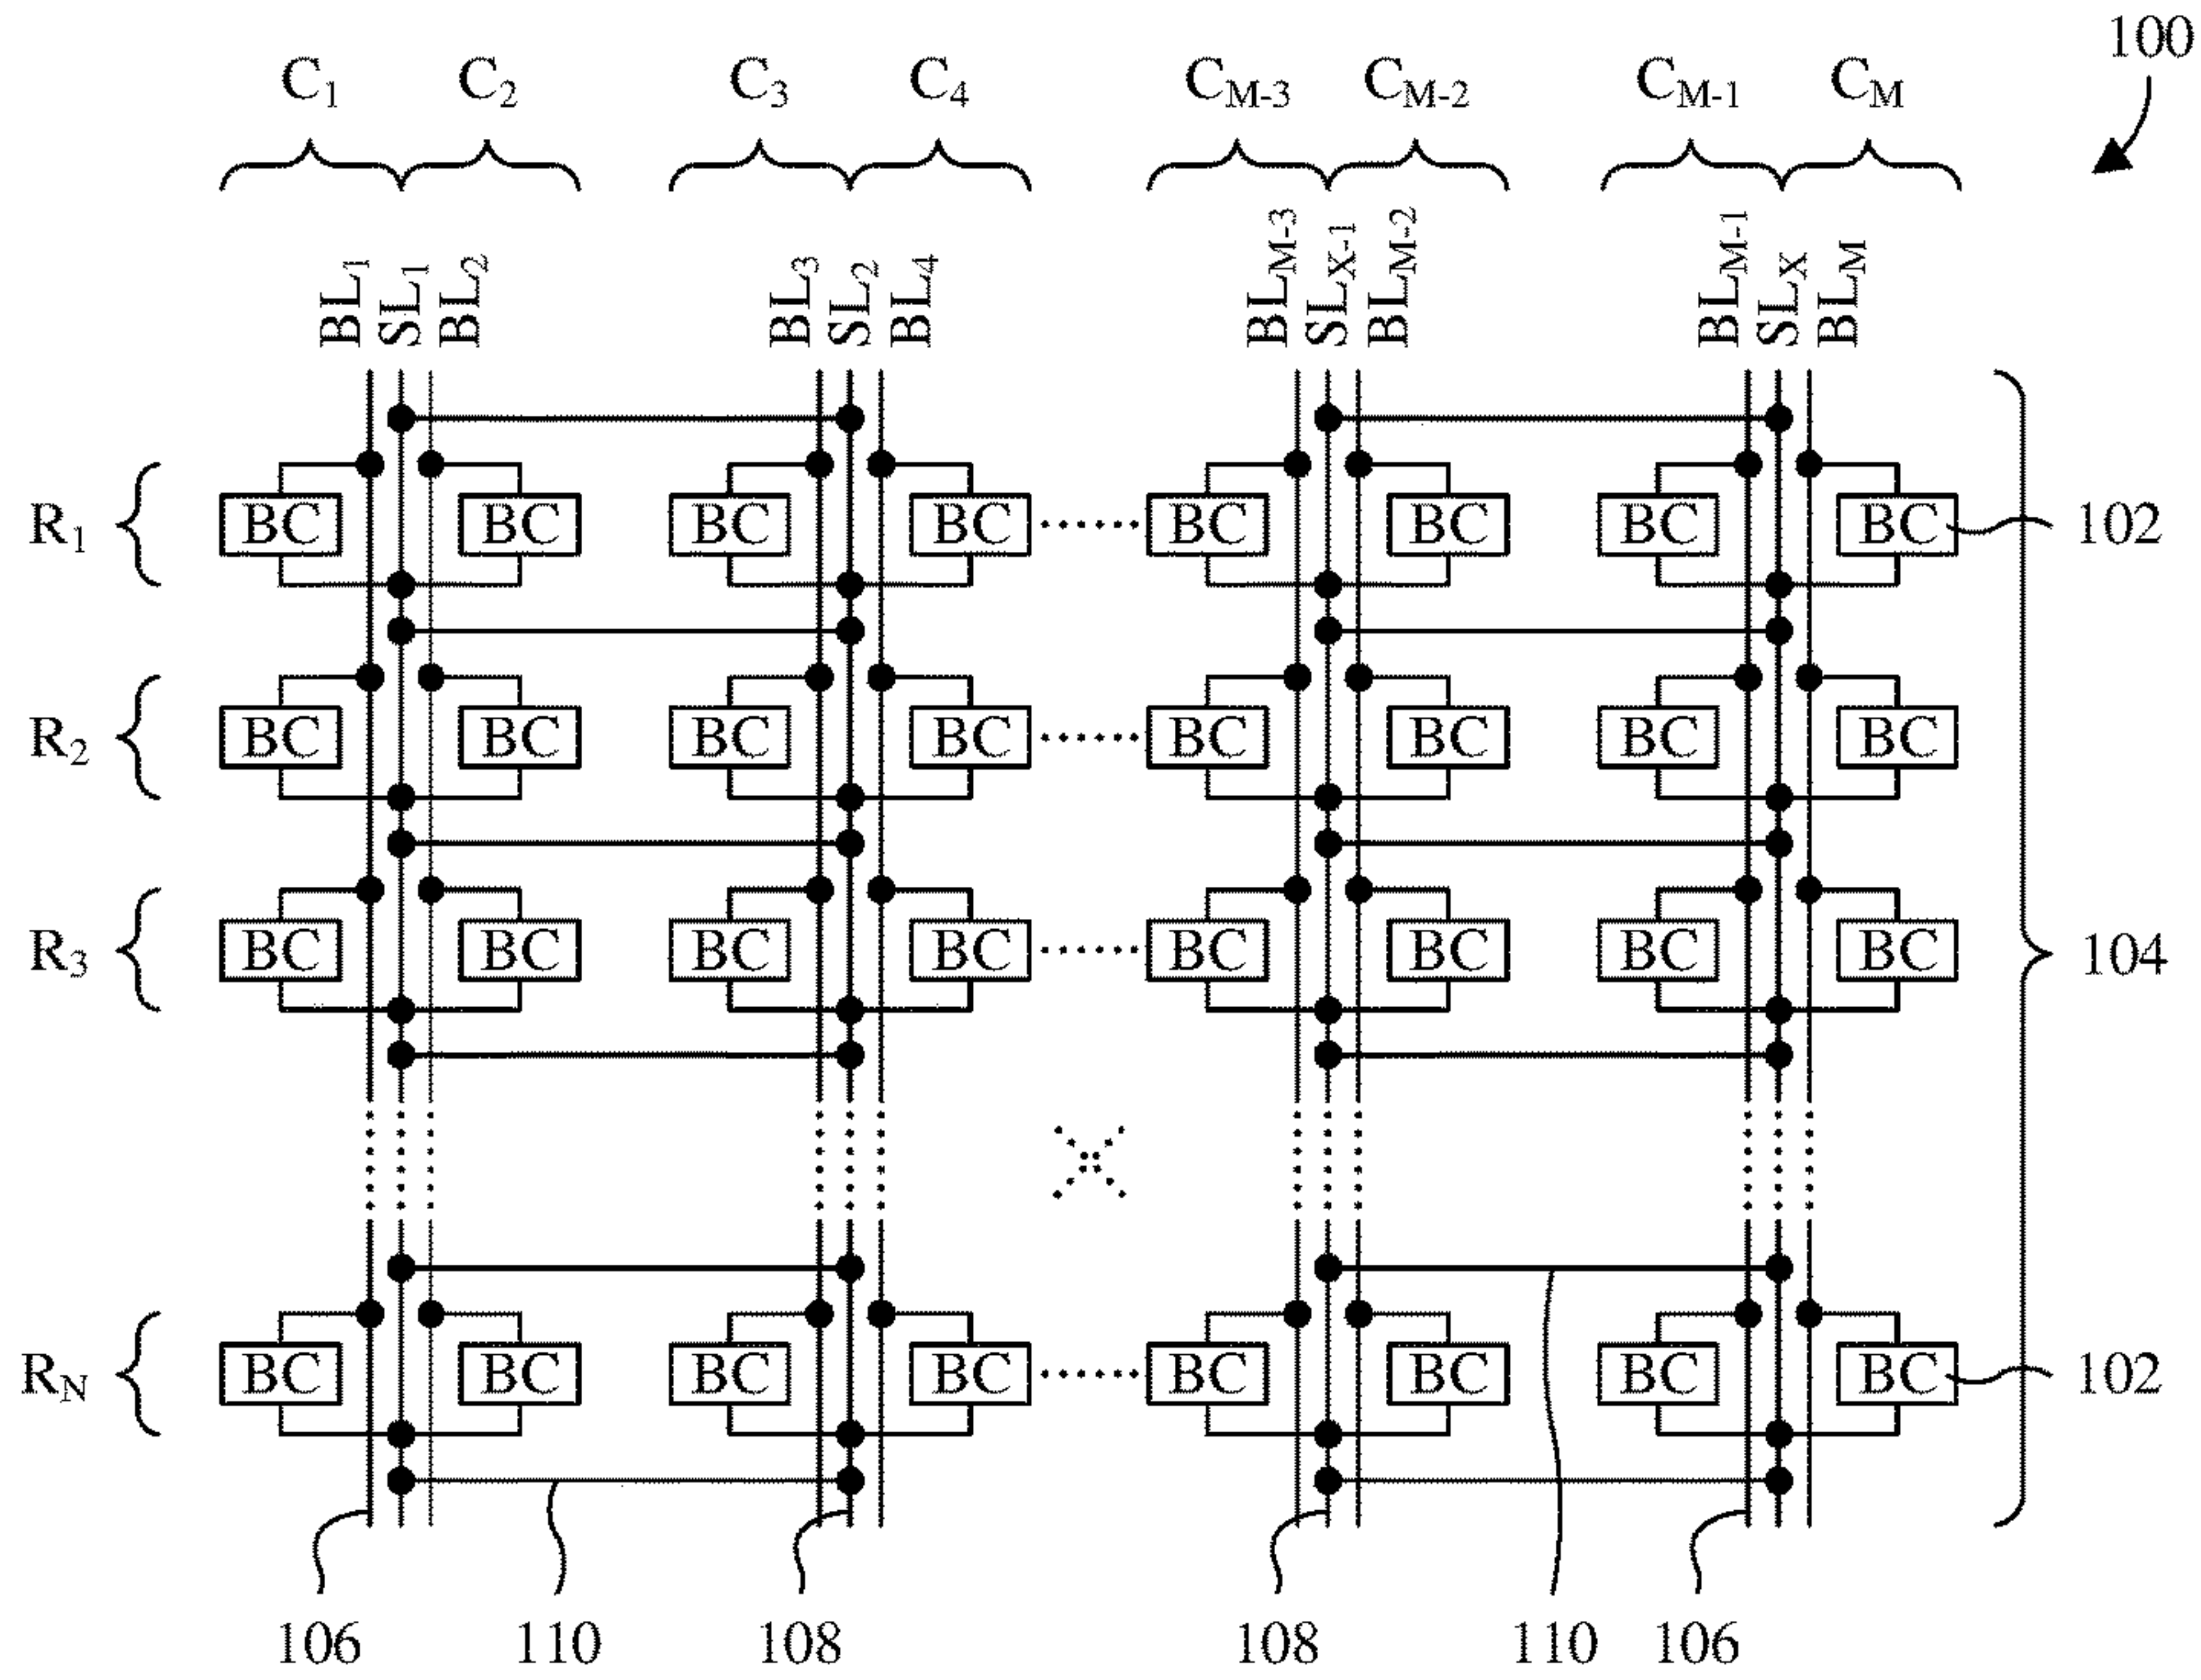 100
C1 C2 C3 C4 CM-3 CM-2 CM-1 CM
BL1 SL1 BL2 BL3 SL2 BL4 BLM-3 SLX-1 BLM-2 BLM-1 SLX BLM
R1 BC BC BC BC BC BC BC BC 102
R2 BC BC BC BC BC BC BC BC
R3 BC BC BC BC BC BC BC BC 104
RN BC BC BC BC BC BC BC BC 102
106 110 108 108 110 106